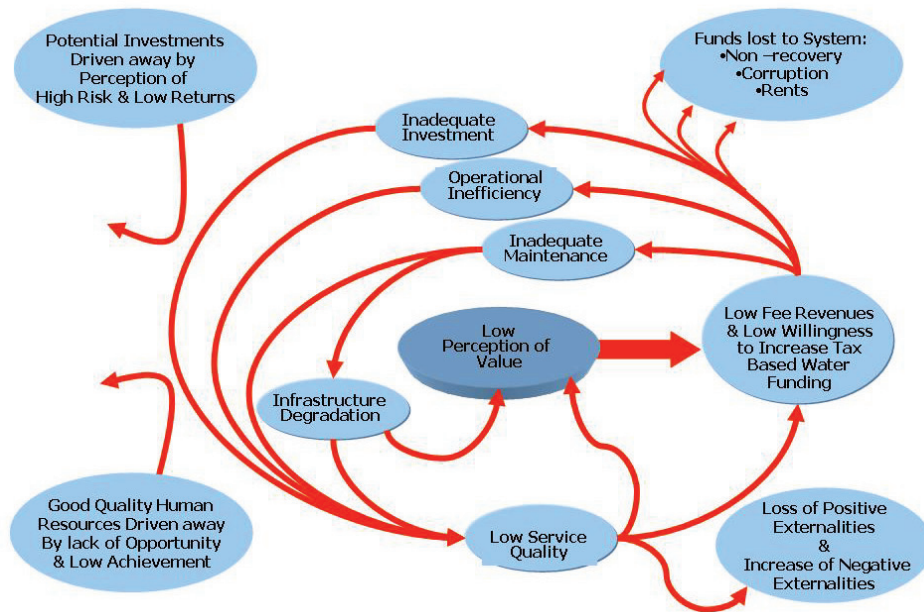 Potential Investments
Driven away by
Perception of
High Risk & Low Returns
Funds lost to System:
•Non –recovery
•Corruption
•Rents
Inadequate
Investment
Operational
Inefficiency
Inadequate
Maintenance
Low
Perception of
Value
Low Fee Revenues
& Low Willingness
to Increase Tax
Based Water
Funding
Infrastructure
Degradation
Good Quality Human
Resources Driven away
By lack of Opportunity
& Low Achievement
Low Service
Quality
Loss of Positive
Externalities
&
Increase of Negative
Externalities